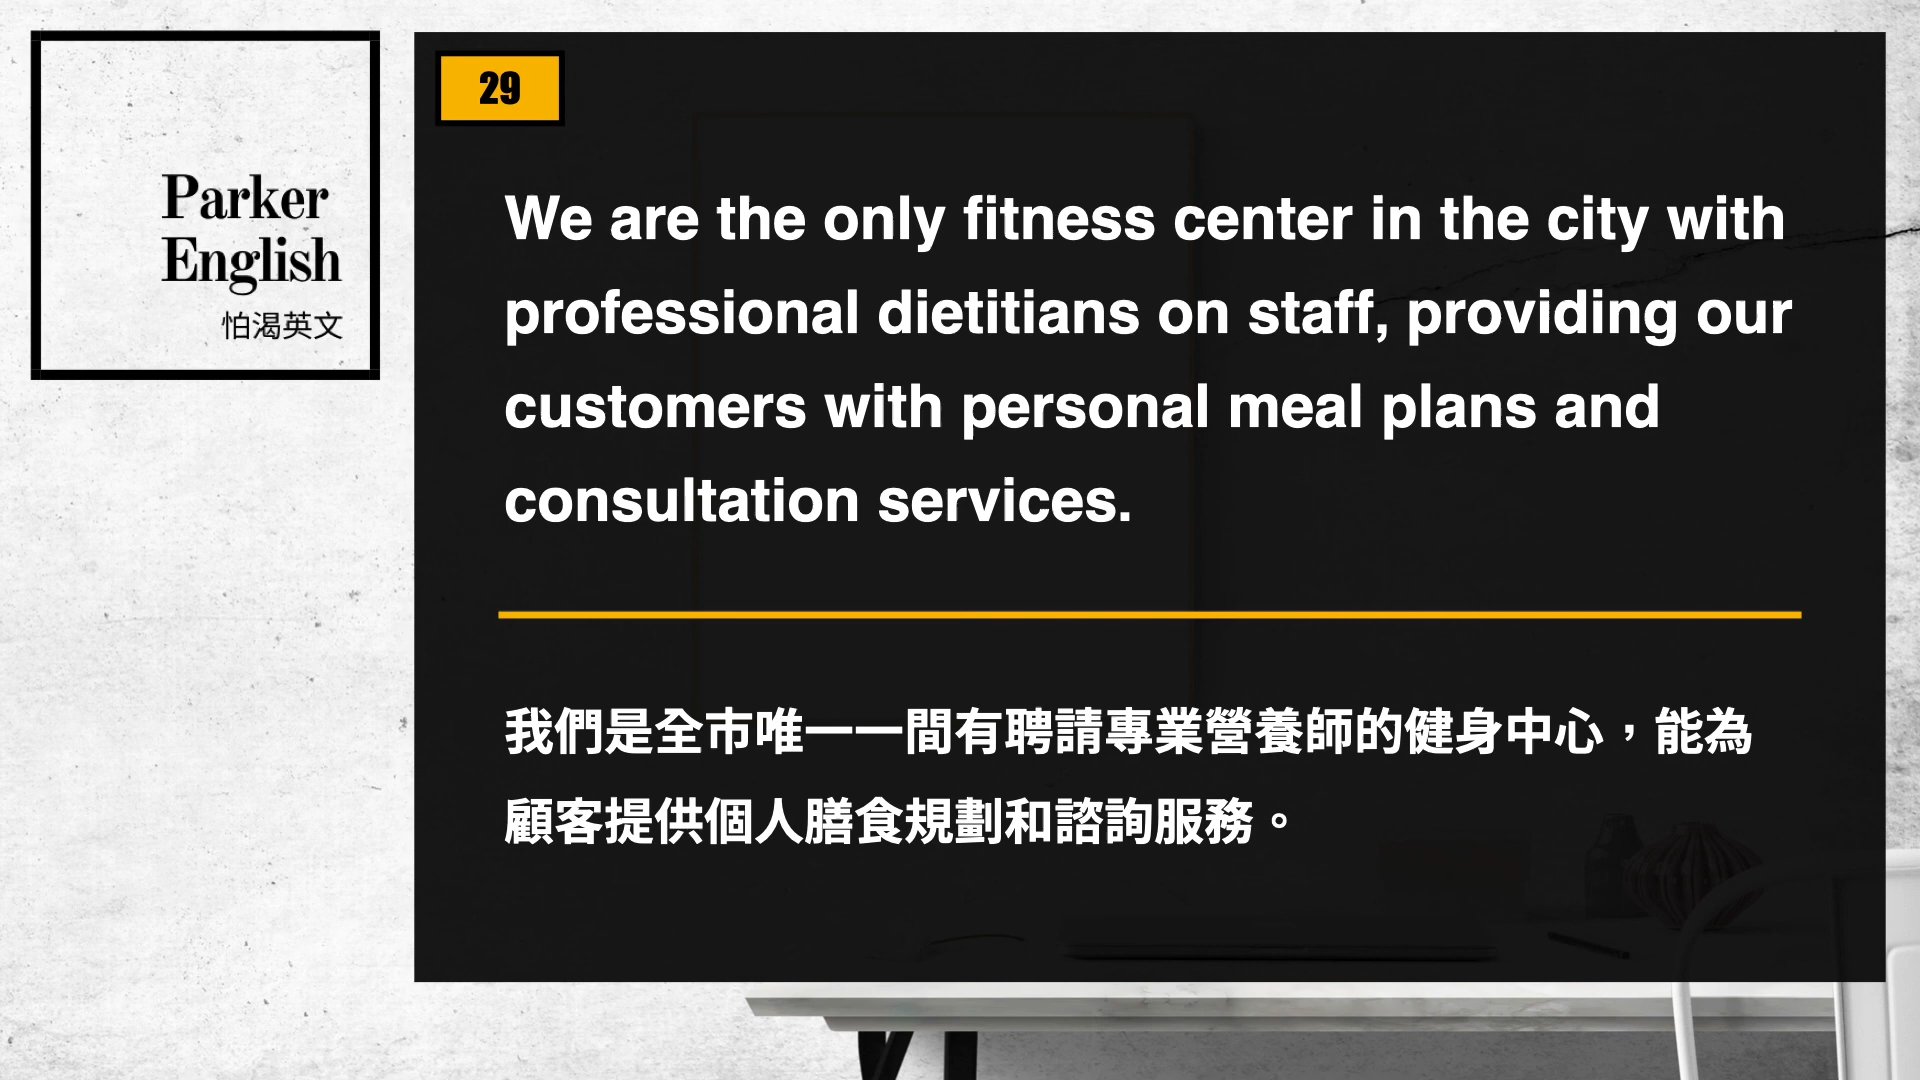 Parker
English
怕渴英文
29
We are the only fitness center in the city with
professional dietitians on staff, providing our
customers with personal meal plans and
consultation services.
我們是全市唯一一間有聘請專業營養師的健身中心，能為
顧客提供個人膳食規劃和諮詢服務。